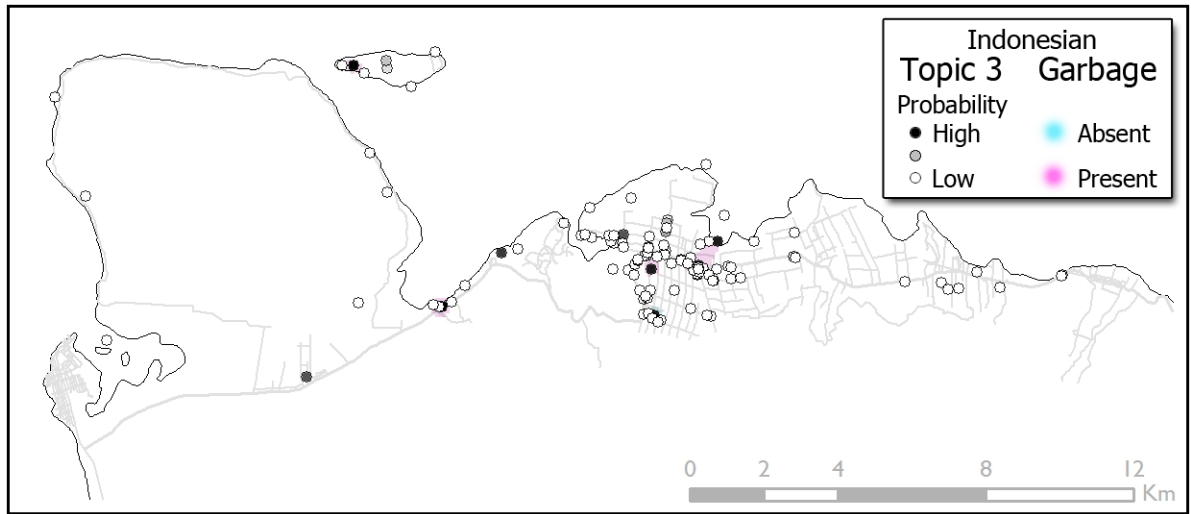 Indonesian
Topic 3 Garbage
Probability
High Absent
Low Present
0 2 4 8 12
Km